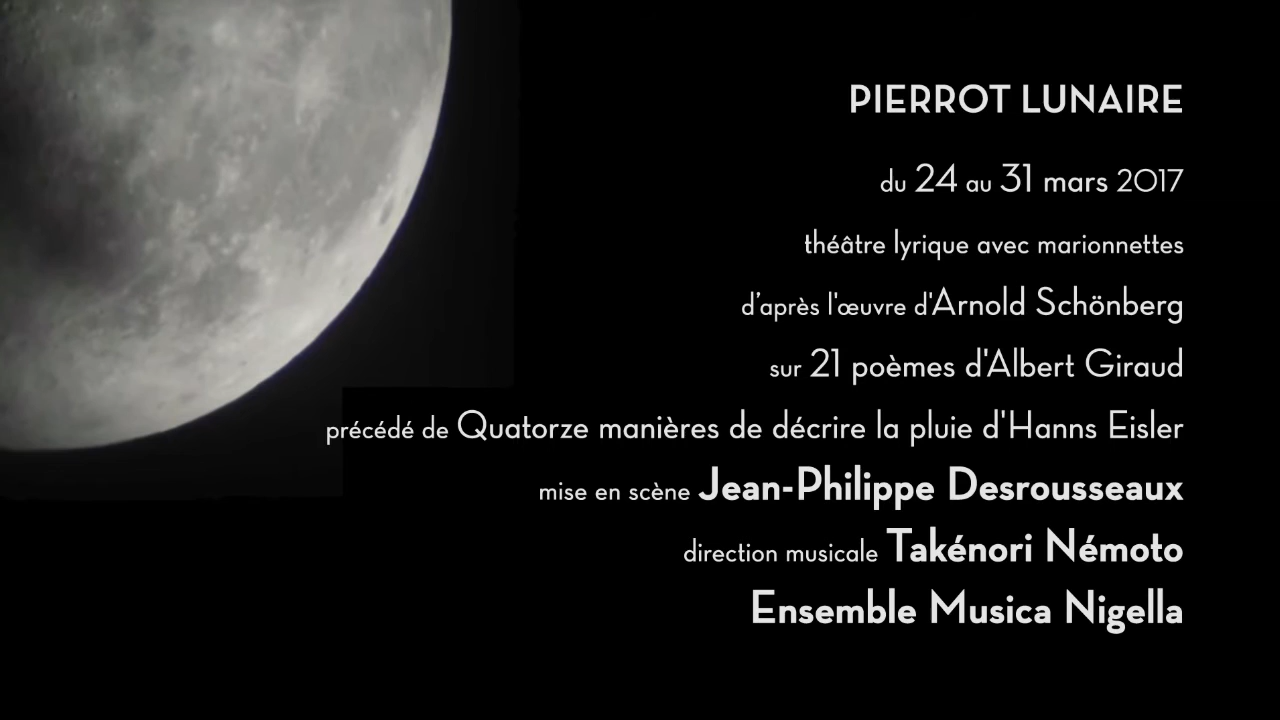 PIERROT LUNAIRE
du 24 au 31 mars 2017
théâtre lyrique avec marionnettes
d’après l'œuvre d'Arnold Schönberg
sur 21 poèmes d'Albert Giraud
précédé de Quatorze manières de décrire la pluie d'Hanns Eisler
mise en scène Jean-Philippe Desrousseaux
direction musicale Takénori Némoto
Ensemble Musica Nigella